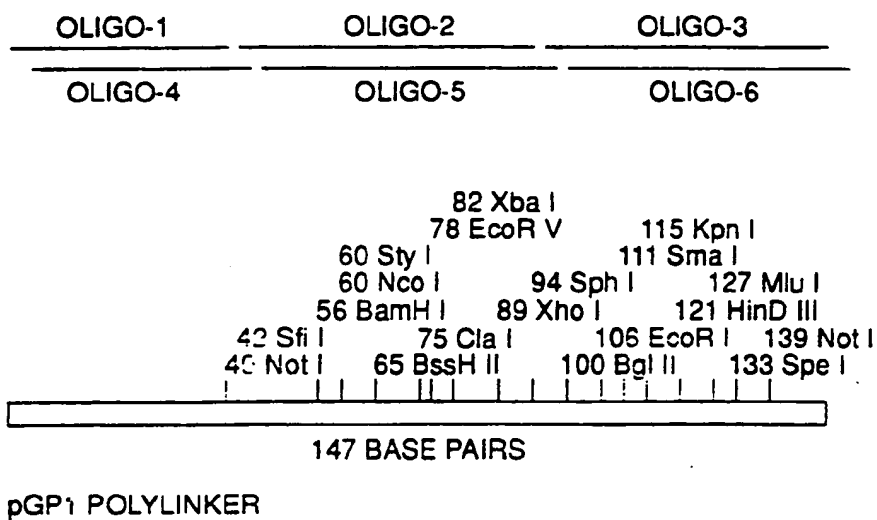 OLIGO-1 OLIGO-2 OLIGO-3
OLIGO-4 OLIGO-5 OLIGO-6
82 Xba I
78 EcoR V 115 Kpn I
60 Sty I 111 Sma I
60 Nco I 94 Sph I 127 Mlu I
56 BamH I 89 Xho I 121 HinD III
42 Sfi I 75 Cla I 106 EcoR I 139 Not I
Not I 65 BssH II 100 Bgl II 133 Spe I
147 BASE PAIRS
pGP1 POLYLINKER